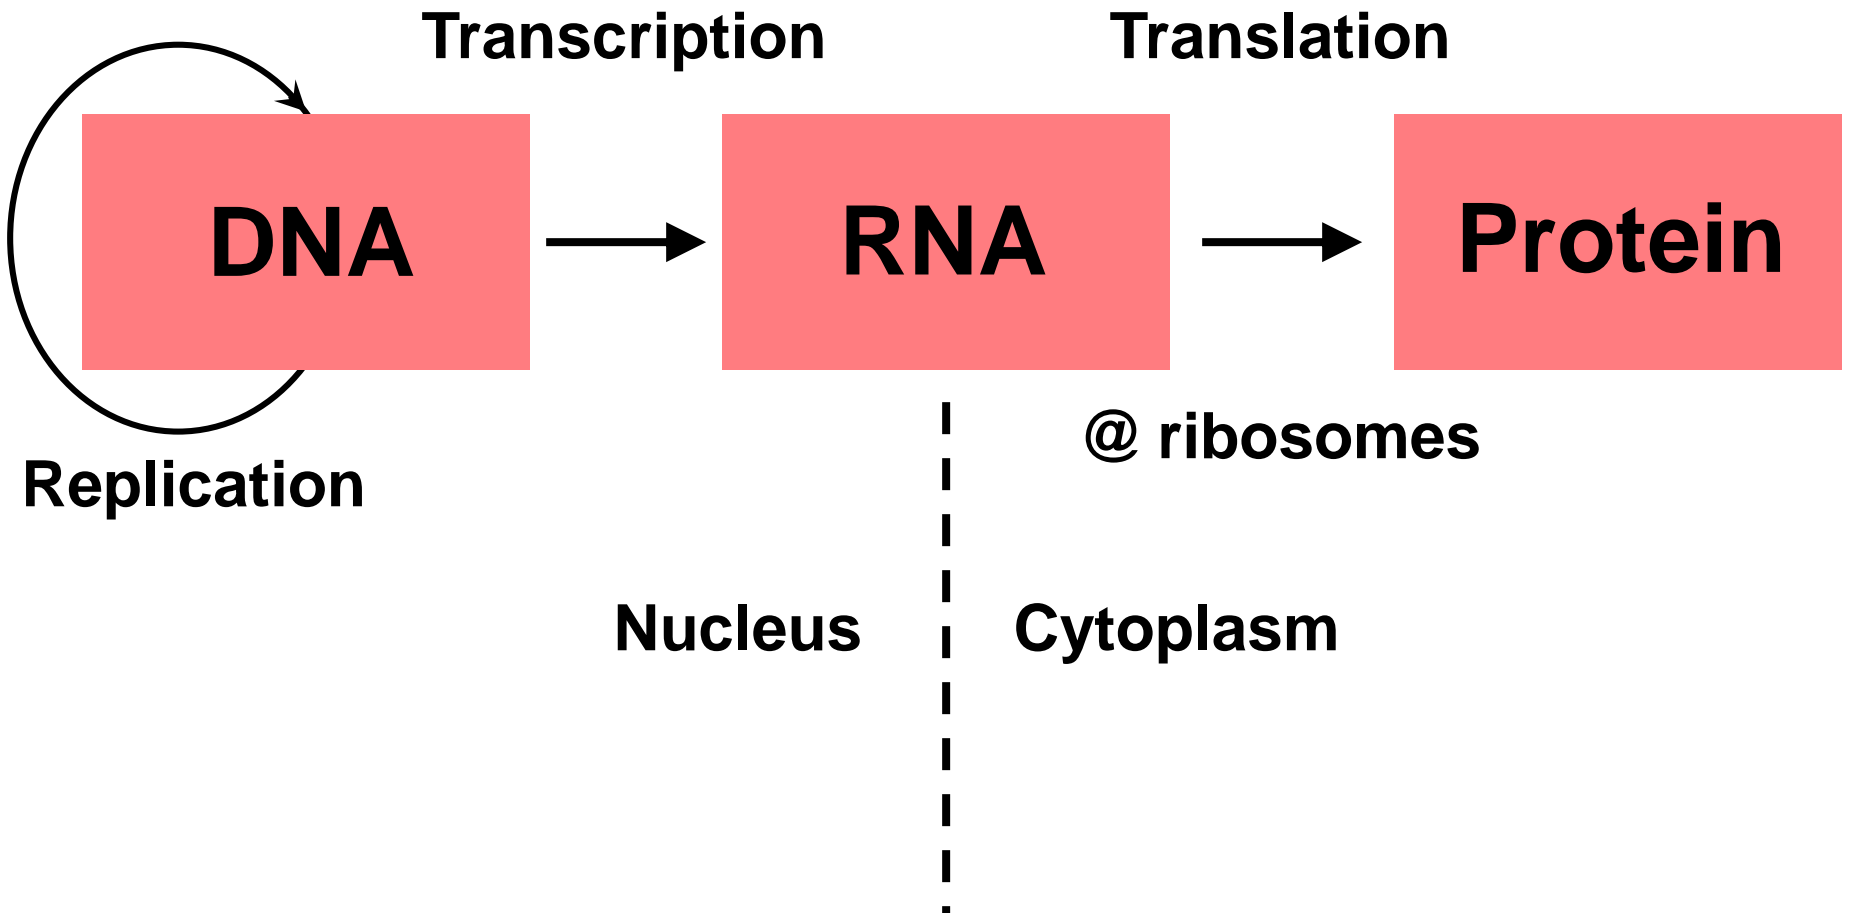 Transcription
Translation
DNA
RNA
Protein
@ ribosomes
Replication
Nucleus
Cytoplasm